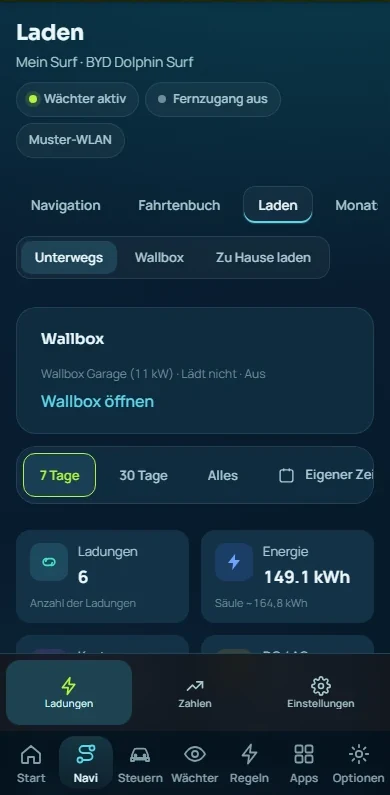 Laden
Mein Surf · BYD Dolphin Surf
Wächter aktiv
Fernzugang aus
Muster-WLAN
Navigation
Fahrtenbuch
Laden
Monat
Unterwegs
Wallbox
Zu Hause laden
Wallbox
Wallbox Garage (11 kW) · Lädt nicht · Aus
Wallbox öffnen
7 Tage
30 Tage
Alles
Eigener Zei
Ladungen
6
Anzahl der Ladungen
Energie
149.1 kWh
Säule ~164,8 kWh
Ladungen
Zahlen
Einstellungen
Start
Navi
Steuern
Wächter
Regeln
Apps
Optionen